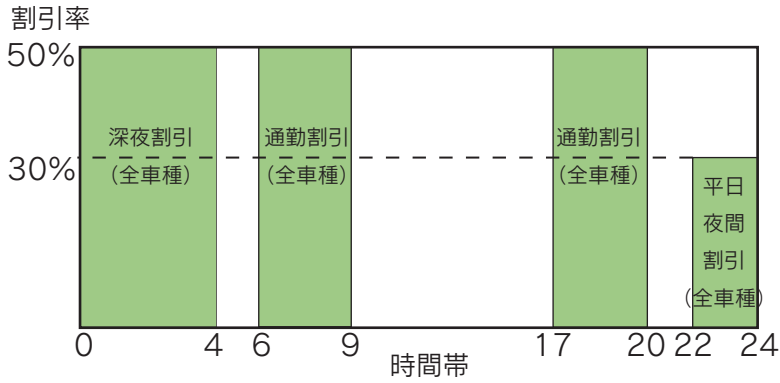 割引率
50%
深夜割引
(全車種)
通勤割引
(全車種)
通勤割引
(全車種)
30%
平日
夜間
割引
(全車種)
0 4 6 9 17 20 22 24
時間帯